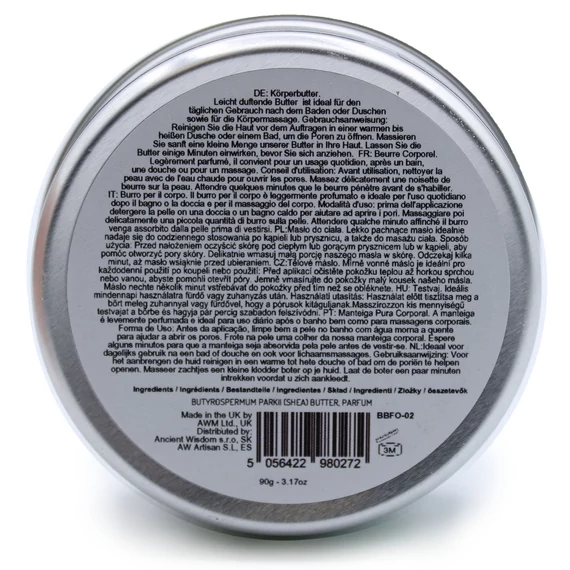 DE: Körperbutter.
Leicht duftende Butter ist ideal für den
täglichen Gebrauch nach dem Baden oder Duschen
sowie für die Körpermassage. Gebrauchsanweisung:
Reinigen Sie die Haut vor dem Auftragen in einer warmen bis
heißen Dusche oder einem Bad, um die Poren zu öffnen. Massieren
Sie sanft eine kleine Menge unserer Butter in Ihre Haut. Lassen Sie die
Butter einige Minuten einwirken, bevor Sie sich anziehen. FR: Beurre Corporel.
Legèrement parfumé, il convient pour un usage quotidien, après un bain,
une douche ou pour un massage. Conseil d'utilisation: Avant utilisation, nettoyer la
peau avec de l'eau chaude pour ouvrir les pores. Massez délicatement une noisette de
beurre sur la peau. Attendre quelques minutes que le beurre pénètre avant de s'habiller.
IT: Burro per il corpo. Il burro per il corpo è leggermente profumato e ideale per l'uso quotidiano
dopo il bagno o la doccia e per il massaggio del corpo. Modalità d'uso: prima dell'applicazione
detergere la pelle con una doccia o un bagno caldo per aiutare ad aprire i pori. Massaggiare poi
delicatamente una piccola quantità di burro sulla pelle. Attendere qualche minuto affinché il burro
venga assorbito dalla pelle prima di vestirsi. PL:Masło do ciała. Lekko pachnące masło idealnie
nadaje się do codziennego stosowania po kąpieli lub prysznicu, a także do masażu ciała. Sposób
użycia: Przed nałożeniem oczyścić skórę pod ciepłym lub gorącym prysznicem lub w kąpieli, aby
pomóc otworzyć pory skóry. Delikatnie wmasuj małą porcję naszego masła w skórę. Odczekaj kilka
minut, aż masło wsiąknie przed ubieraniem. CZ:Tělové máslo. Mírně vonné máslo je ideální pro
každodenní použití po koupeli nebo použití: Před aplikací očistěte pokožku teplou až horkou sprchou
nebo vanou, abyste pomohli otevřít póry. Jemně vmasírujte do pokožky malý kousek našeho másla.
Máslo nechte několik minut vstřebávat do pokožky před tím než se obléknete. HU: Testvaj. Ideális
mindennapi használatra fürdő vagy zuhanyzás után. Használati utasítás: Használat előtt tisztítsa meg a
bőrt meleg zuhannyal vagy fürdővel, hogy a pórusok kitáguljanak.Masszírozzon kis mennyiségű
testvajat a bőrbe és hagyja pár percig szabadon felszívódni. PT: Manteiga Pura Corporal. A manteiga
é levemente perfumada e ideal para uso diário após o banho bem como para massagens corporais.
Forma de Uso: Antes da aplicação, limpe bem a pele no banho com água morna a quente
para ajudar a abrir os poros. Frote na pele uma colher da nossa manteiga corporal. Espere
alguns minutos para que a manteiga seja absorvida pela pele antes de vestir-se. NL:Ideaal voor
dagelijks gebruik na een bad of douche en ook voor lichaamsmassages. Gebruiksaanwijzing: Voor
het aanbrengen de huid reinigen in een warme tot hete douche of bad om de poriën te helpen
openen. Masseer zachtjes een klein kloddel op de huid. Laat de boter een paar minuten
intrekken voordat u zich aankleedt.
Ingredients / Ingrédients / Bestandteile / Ingredientes / Skład / Ingredienti / Zložky / összetevők
BUTYROSPERMUM PARKII (SHEA) BUTTER, PARFUM
Made in the UK by
AWM Ltd., UK
Distributed by:
Ancient Wisdom s.r.o, SK
AW Artisan S.L, ES
BBFO-02
3M
5 056422 980272
90g - 3.17oz